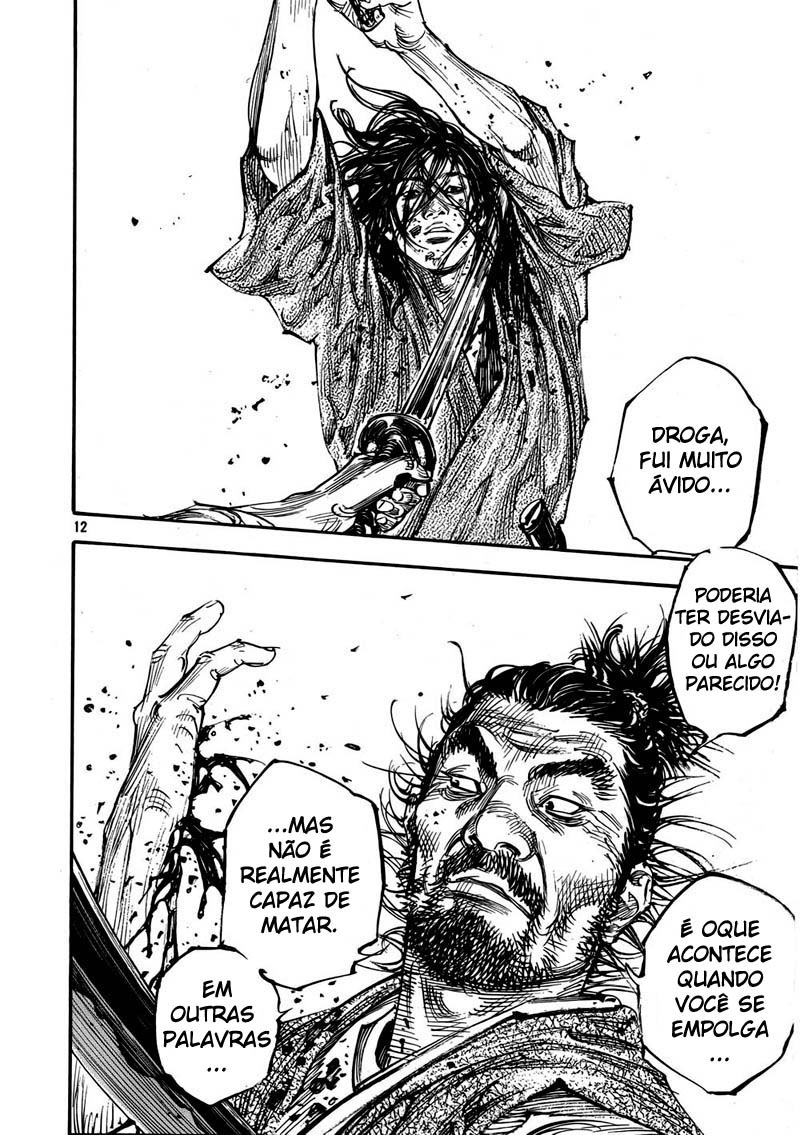 DROGA,
FUI MUITO
ÁVIDO...
12
PODERIA
TER DESVIA-
DO DISSO
OU ALGO
PARECIDO!
...MAS
NÃO É
REALMENTE
CAPAZ DE
MATAR.
É OQUE
ACONTECE
QUANDO
VOCÊ SE
EMPOLGA
...
EM
OUTRAS
PALAVRAS
...